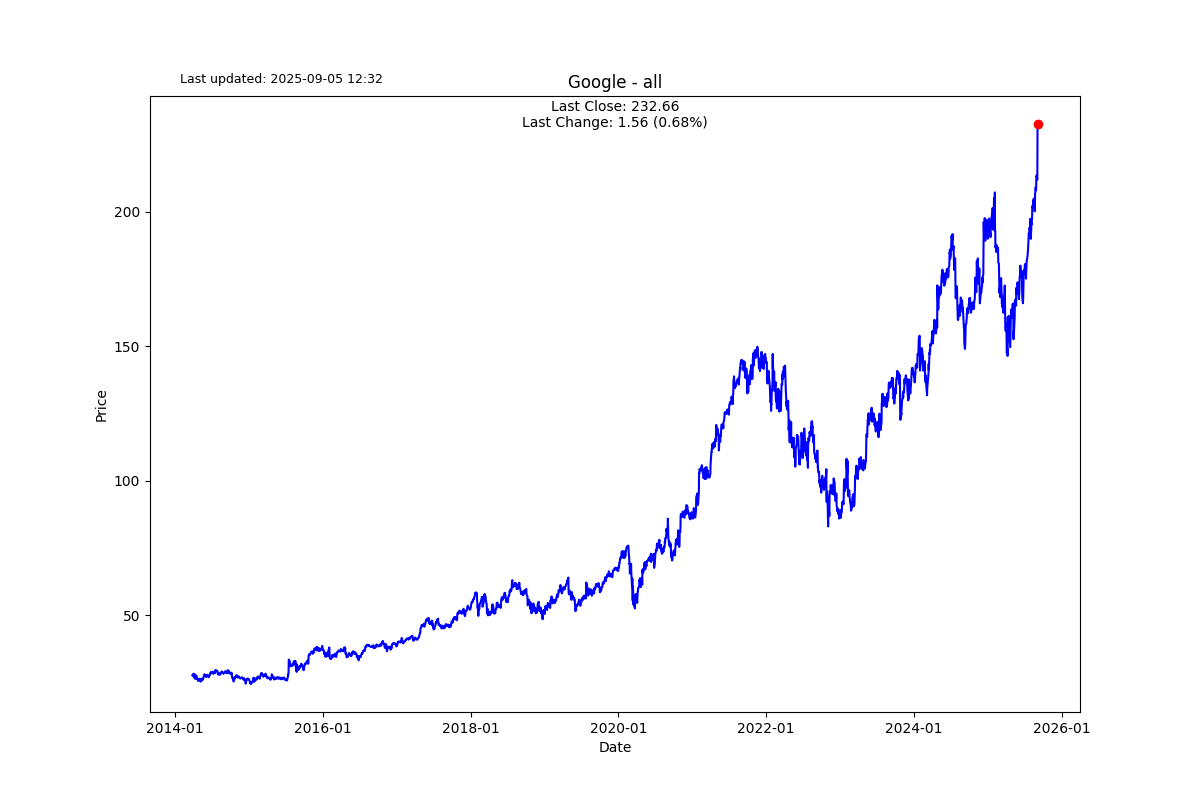 Last updated: 2025-09-05 12:32
Google - all
Last Close: 232.66
Last Change: 1.56 (0.68%)
Price
200
150
100
50
2014-01
2016-01
2018-01
2020-01
2022-01
2024-01
2026-01
Date